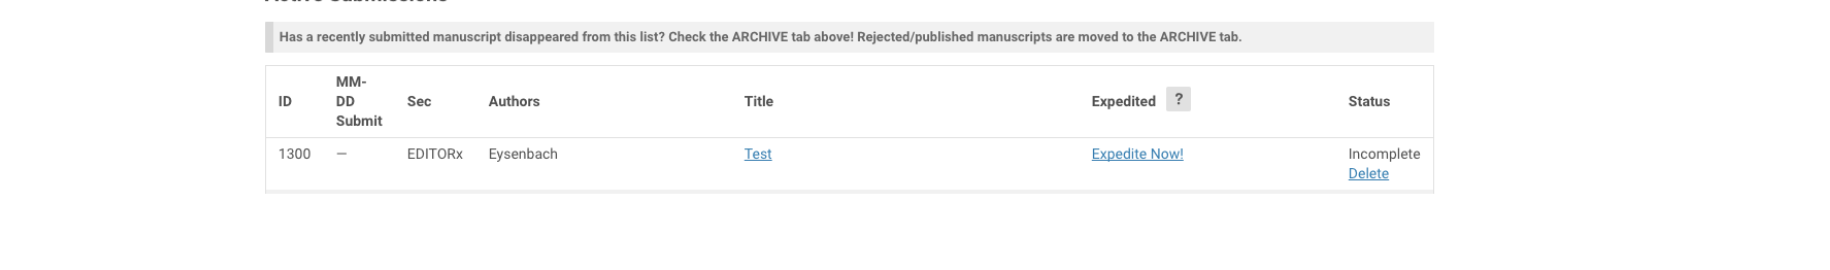 Active Submissions
Has a recently submitted manuscript disappeared from this list? Check the ARCHIVE tab above! Rejected/published manuscripts are moved to the ARCHIVE tab.
ID MM-DD Submit Sec Authors Title Expedited ? Status
1300 — EDITORx Eysenbach Test Expedite Now! Incomplete
Delete